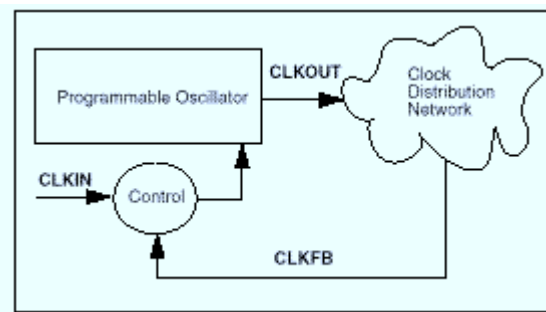 Programmable Oscillator
CLKOUT
Clock
Distribution
Network
CLKIN
Control
CLKFB